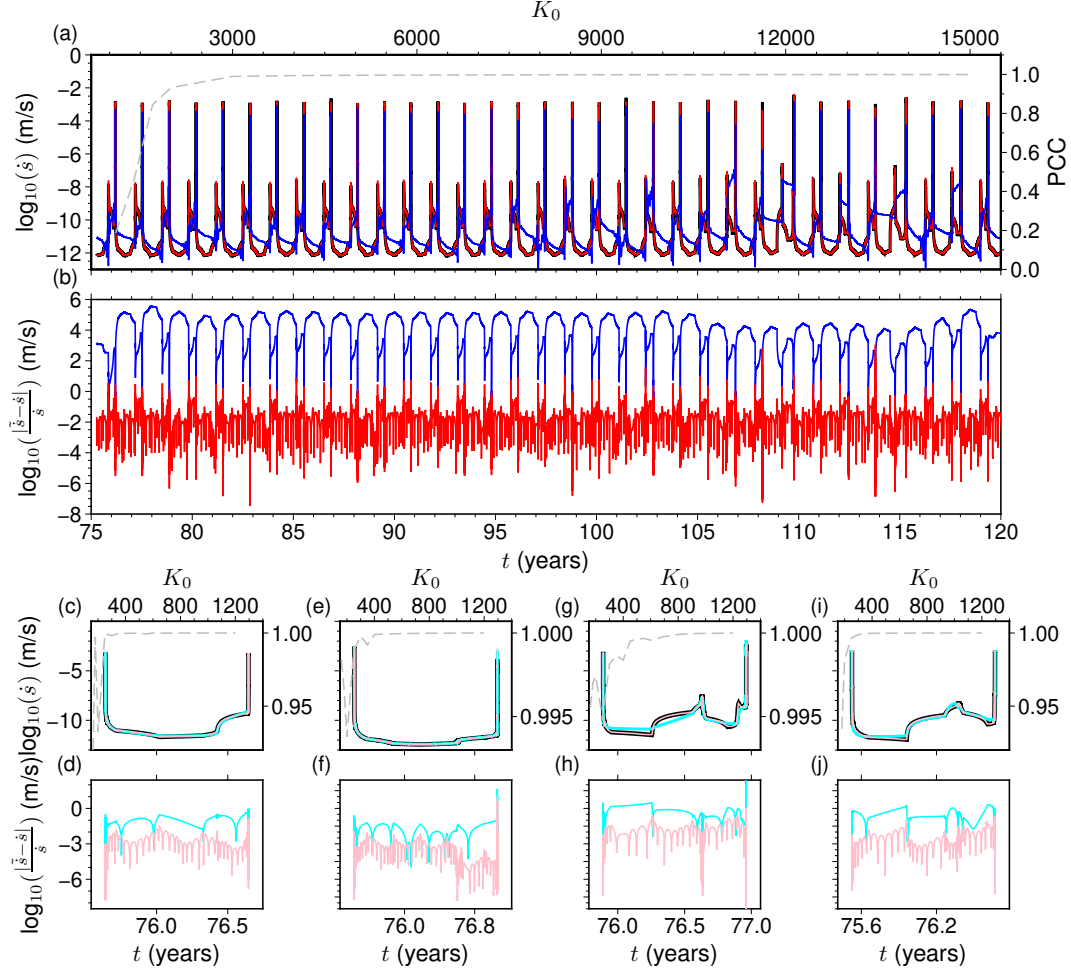 K₀
(a) 3000 6000 9000 12000 15000
0
−2
−4
−6
−8
−10
−12
log₁₀(ṡ) (m/s)
1.0
0.8
0.6
0.4
0.2
0.0
PCC
(b)
6
4
2
0
−2
−4
−6
−8
log₁₀(|s̃̇−ṡ|/ṡ) (m/s)
75 80 85 90 95 100 105 110 115 120
t (years)
K₀ K₀ K₀ K₀
(c) 400 800 1200 (e) 400 800 1200 (g) 400 800 1200 (i) 400 800 1200
−5
−10
log₁₀(ṡ) (m/s)
1.00
0.95
1.000
0.995
1.000
0.995
1.00
0.95
(d) (f) (h) (j)
0
−3
−6
log₁₀(|s̃̇−ṡ|/ṡ) (m/s)
76.0 76.5 76.0 76.8 76.0 76.5 77.0 75.6 76.2
t (years) t (years) t (years) t (years)